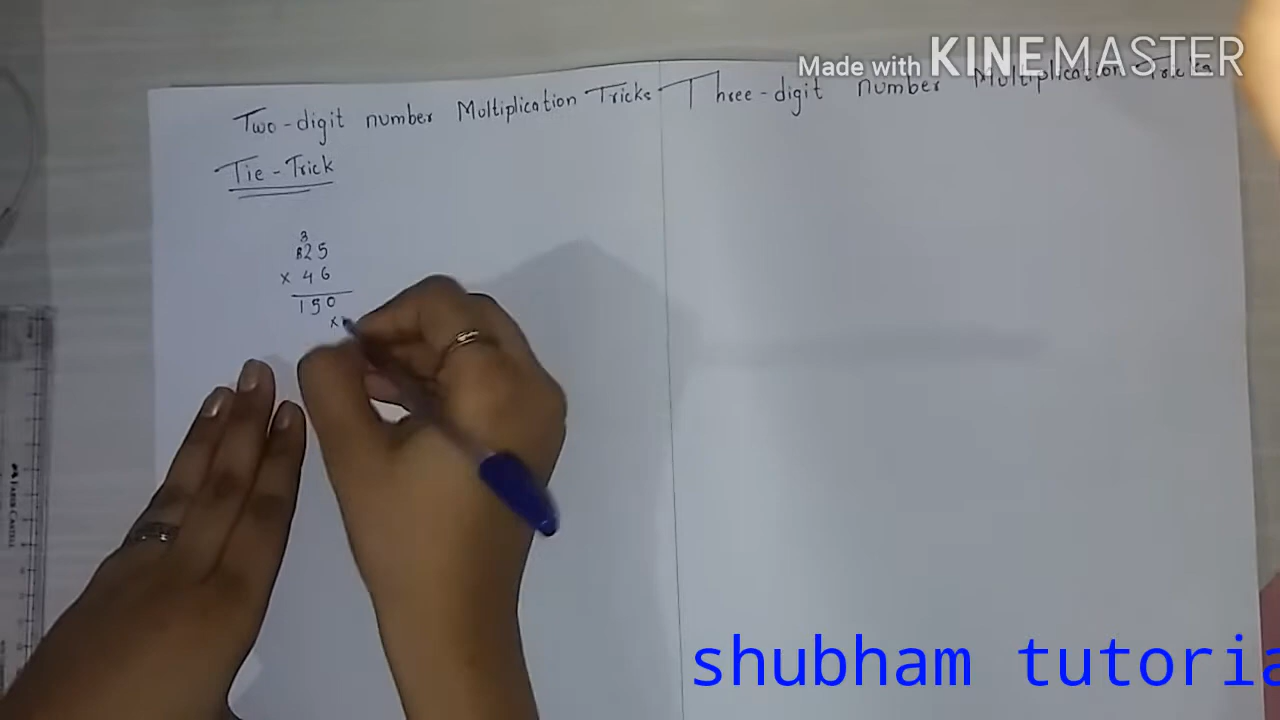 Made with KINEMASTER
Two-digit number Multiplication Tricks
Three-digit number Multiplication Tricks
Tie-Trick
3
25
x 46
150
x
shubham tutoria